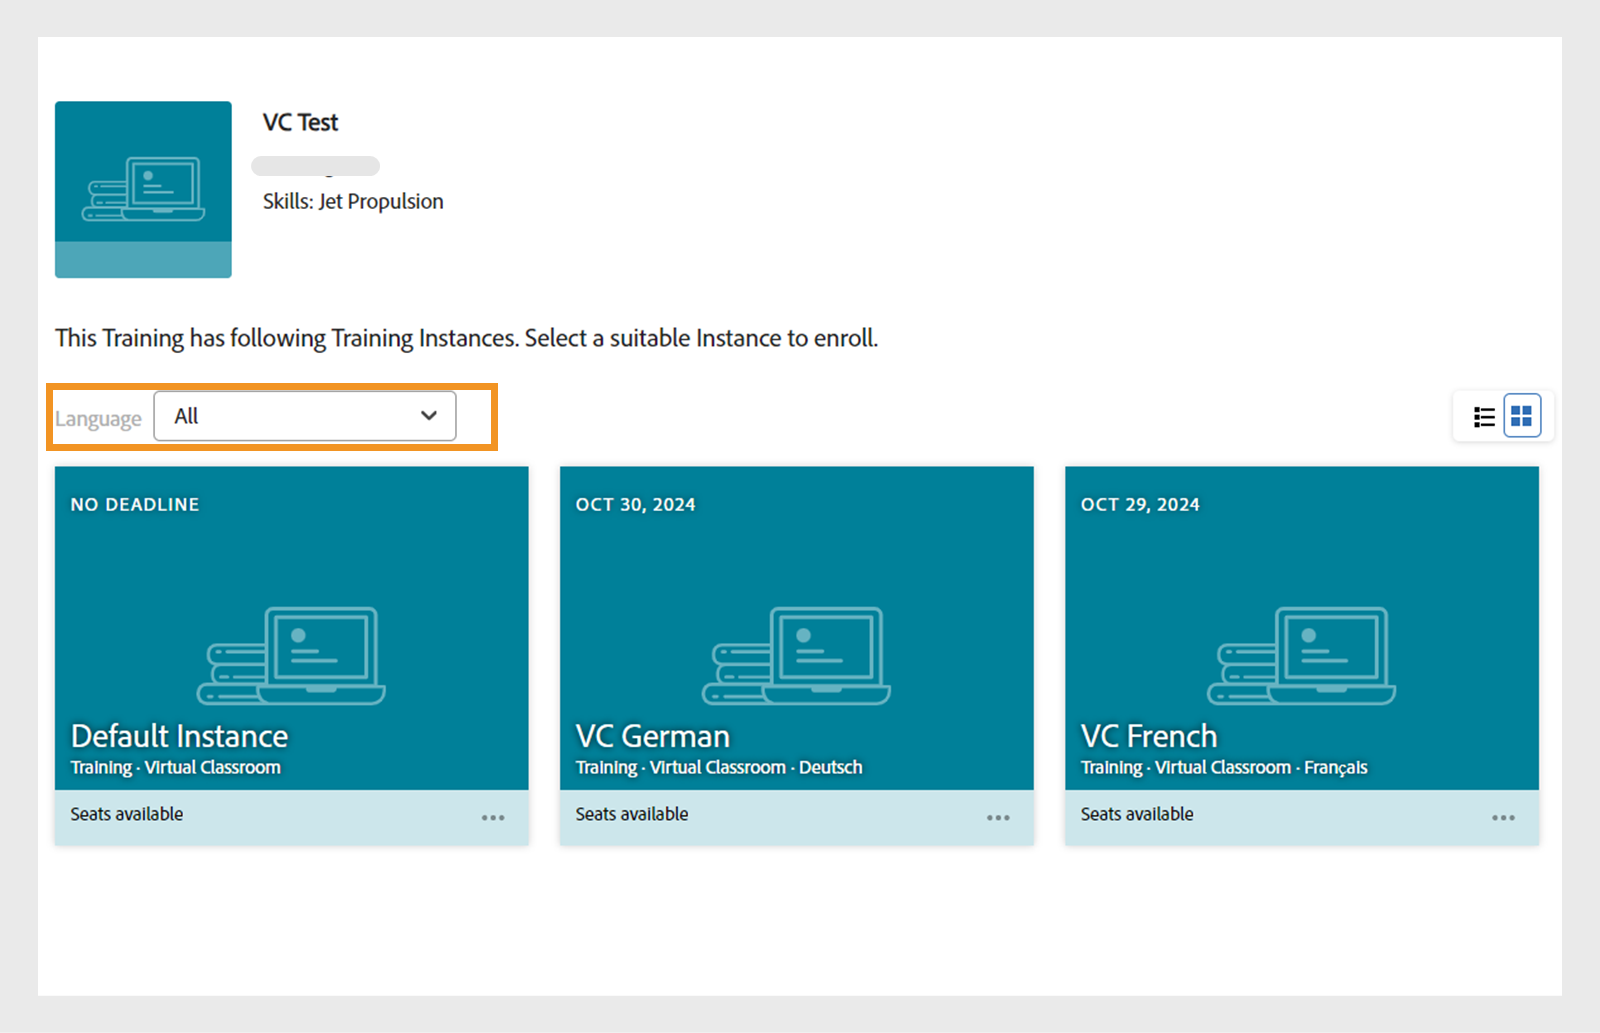 VC Test
Skills: Jet Propulsion
This Training has following Training Instances. Select a suitable Instance to enroll.
Language All
NO DEADLINE
Default Instance
Training · Virtual Classroom
Seats available
OCT 30, 2024
VC German
Training · Virtual Classroom · Deutsch
Seats available
OCT 29, 2024
VC French
Training · Virtual Classroom · Français
Seats available